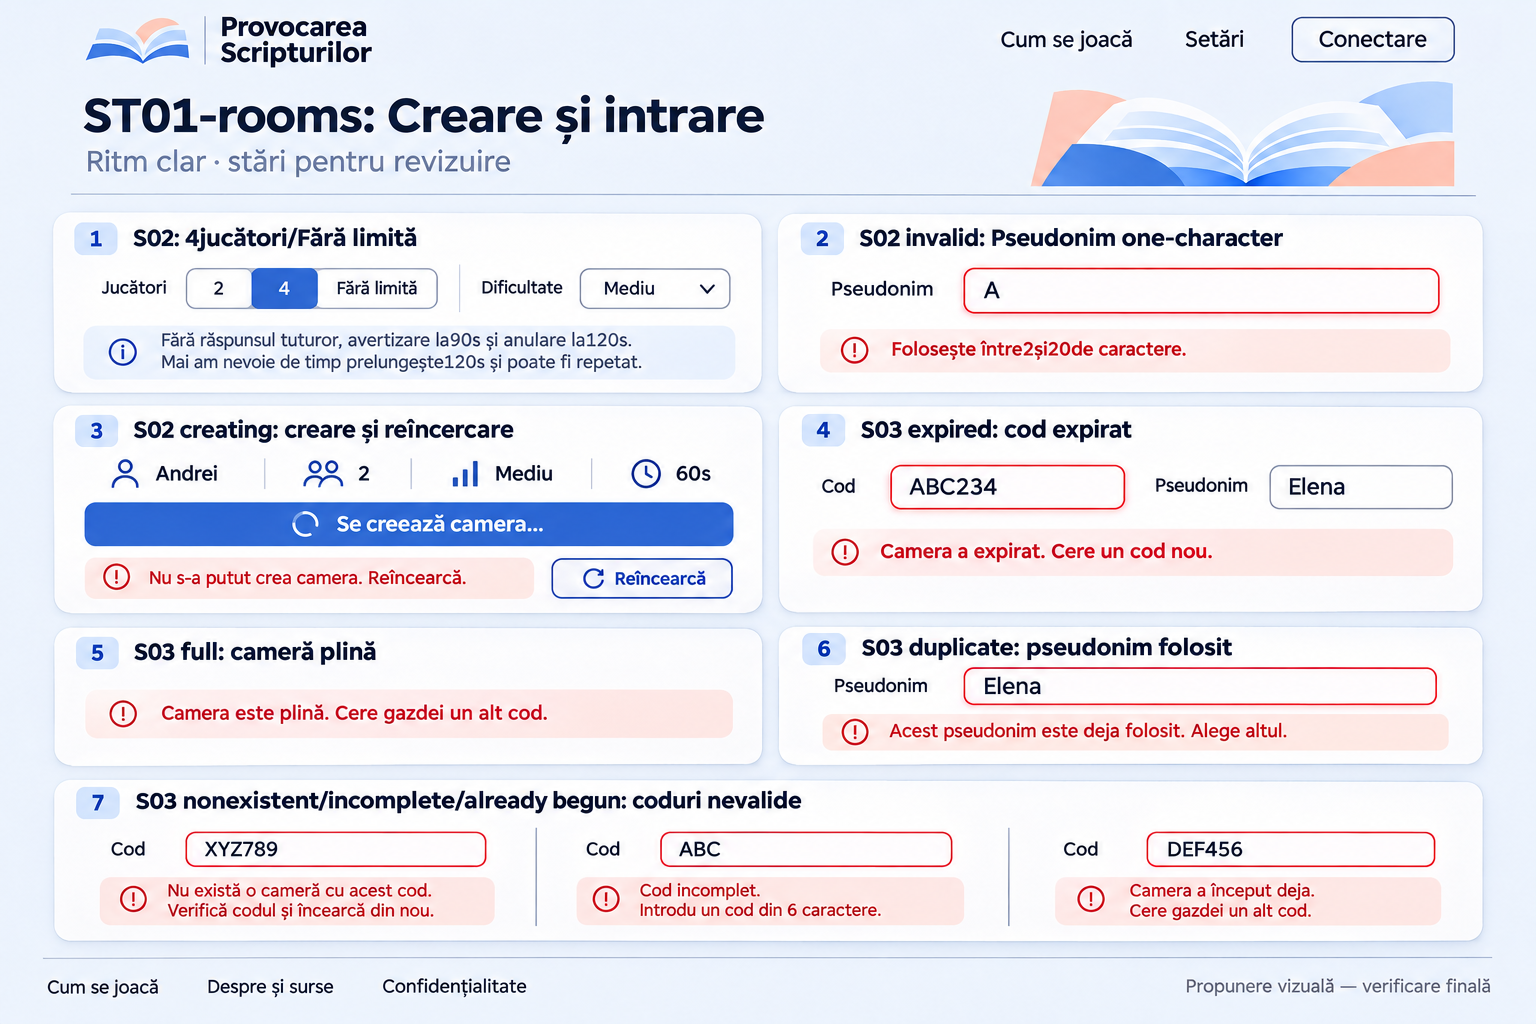 Provocarea
Scripturilor
Cum se joacă
Setări
Conectare
ST01-rooms: Creare și intrare
Ritm clar · stări pentru revizuire
1
S02: 4jucători/Fără limită
Jucători
2
4
Fără limită
Dificultate
Mediu
Fără răspunsul tuturor, avertizare la90s și anulare la120s.
Mai am nevoie de timp prelungește120s și poate fi repetat.
2
S02 invalid: Pseudonim one-character
Pseudonim
A
Folosește între2și20de caractere.
3
S02 creating: creare și reîncercare
Andrei
2
Mediu
60s
Se creează camera...
Nu s-a putut crea camera. Reîncearcă.
Reîncearcă
4
S03 expired: cod expirat
Cod
ABC234
Pseudonim
Elena
Camera a expirat. Cere un cod nou.
5
S03 full: cameră plină
Camera este plină. Cere gazdei un alt cod.
6
S03 duplicate: pseudonim folosit
Pseudonim
Elena
Acest pseudonim este deja folosit. Alege altul.
7
S03 nonexistent/incomplete/already begun: coduri nevalide
Cod
XYZ789
Nu există o cameră cu acest cod.
Verifică codul și încearcă din nou.
Cod
ABC
Cod incomplet.
Introdu un cod din 6 caractere.
Cod
DEF456
Camera a început deja.
Cere gazdei un alt cod.
Cum se joacă
Despre și surse
Confidențialitate
Propunere vizuală — verificare finală